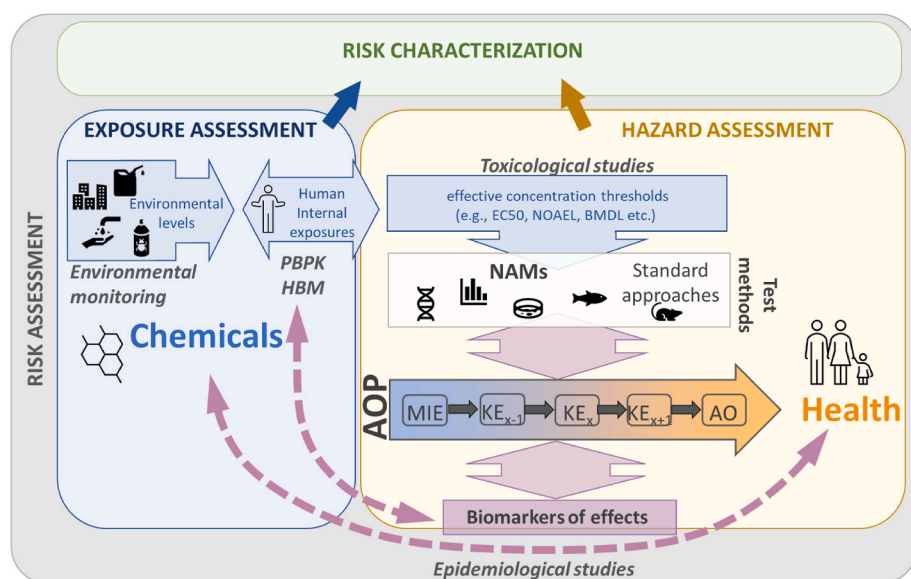 RISK CHARACTERIZATION
RISK ASSESSMENT
EXPOSURE ASSESSMENT
Environmental
levels
Human
Internal
exposures
Environmental
monitoring
PBPK
HBM
Chemicals
HAZARD ASSESSMENT
Toxicological studies
effective concentration thresholds
(e.g., EC50, NOAEL, BMDL etc.)
NAMs
Standard
approaches
Test
methods
AOP
MIE
KEx-1
KEx
KEx+1
AO
Health
Biomarkers of effects
Epidemiological studies